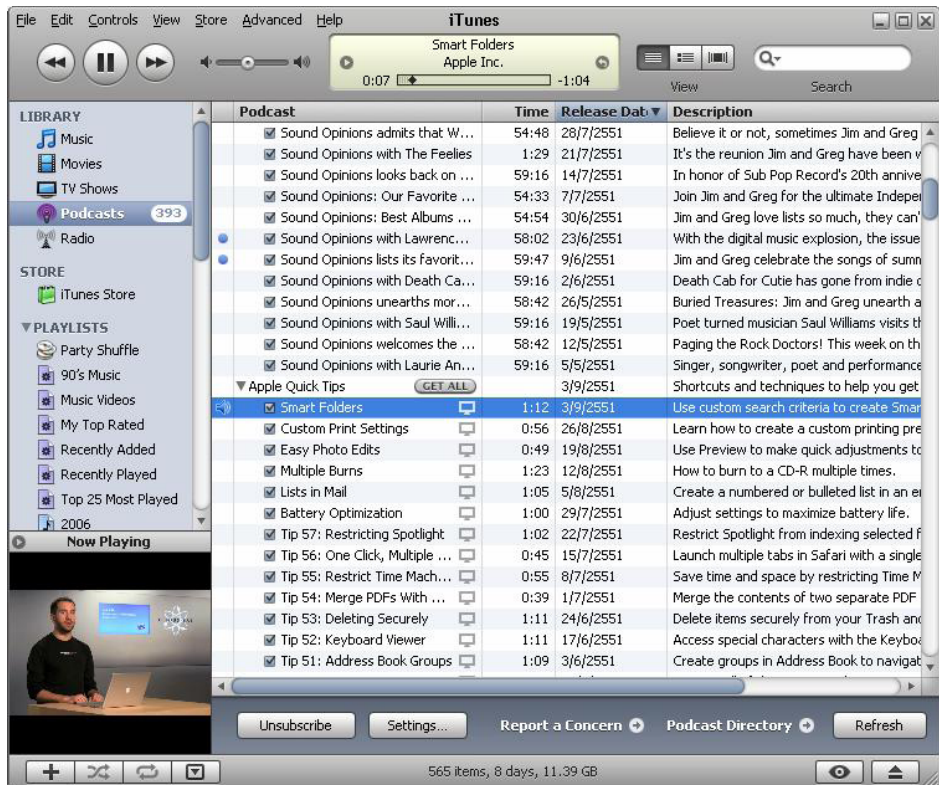 File Edit Controls View Store Advanced Help iTunes
Smart Folders
Apple Inc.
0:07 -1:04
View Search
LIBRARY
Music
Movies
TV Shows
Podcasts 393
Radio
STORE
iTunes Store
PLAYLISTS
Party Shuffle
90's Music
Music Videos
My Top Rated
Recently Added
Recently Played
Top 25 Most Played
2006
Now Playing
Podcast Time Release Dat Description
Sound Opinions admits that W... 54:48 28/7/2551 Believe it or not, sometimes Jim and Greg
Sound Opinions with The Feelies 1:29 21/7/2551 It's the reunion Jim and Greg have been
Sound Opinions looks back on ... 59:16 14/7/2551 In honor of Sub Pop Record's 20th annive
Sound Opinions: Our Favorite ... 54:33 7/7/2551 Join Jim and Greg for the ultimate Indeper
Sound Opinions: Best Albums ... 54:54 30/6/2551 Jim and Greg love lists so much, they can'
Sound Opinions with Lawrenc... 58:02 23/6/2551 With the digital music explosion, the issue
Sound Opinions lists its favorit... 59:47 9/6/2551 Jim and Greg celebrate the songs of summ
Sound Opinions with Death Ca... 59:16 2/6/2551 Death Cab for Cutie has gone from indie
Sound Opinions unearths mor... 58:42 26/5/2551 Buried Treasures: Jim and Greg unearth a
Sound Opinions with Saul Willi... 59:16 19/5/2551 Poet turned musician Saul Williams visits th
Sound Opinions welcomes the ... 58:42 12/5/2551 Paging the Rock Doctors! This week on th
Sound Opinions with Laurie An... 59:16 5/5/2551 Singer, songwriter, poet and performance
Apple Quick Tips GET ALL 3/9/2551 Shortcuts and techniques to help you get
Smart Folders 1:12 3/9/2551 Use custom search criteria to create Smar
Custom Print Settings 0:56 26/8/2551 Learn how to create a custom printing pre
Easy Photo Edits 0:49 19/8/2551 Use Preview to make quick adjustments to
Multiple Burns 1:23 12/8/2551 How to burn to a CD-R multiple times.
Lists in Mail 1:05 5/8/2551 Create a numbered or bulleted list in an er
Battery Optimization 1:00 29/7/2551 Adjust settings to maximize battery life.
Tip 57: Restricting Spotlight 1:02 22/7/2551 Restrict Spotlight from indexing selected f
Tip 56: One Click, Multiple ... 0:45 15/7/2551 Launch multiple tabs in Safari with a single
Tip 55: Restrict Time Mach... 0:55 8/7/2551 Save time and space by restricting Time M
Tip 54: Merge PDFs With ... 0:39 1/7/2551 Merge the contents of two separate PDF
Tip 53: Deleting Securely 1:11 24/6/2551 Delete items securely from your Trash and
Tip 52: Keyboard Viewer 1:11 17/6/2551 Access special characters with the Keyboa
Tip 51: Address Book Groups 1:09 3/6/2551 Create groups in Address Book to navigat
Unsubscribe Settings... Report a Concern Podcast Directory Refresh
565 items, 8 days, 11.39 GB